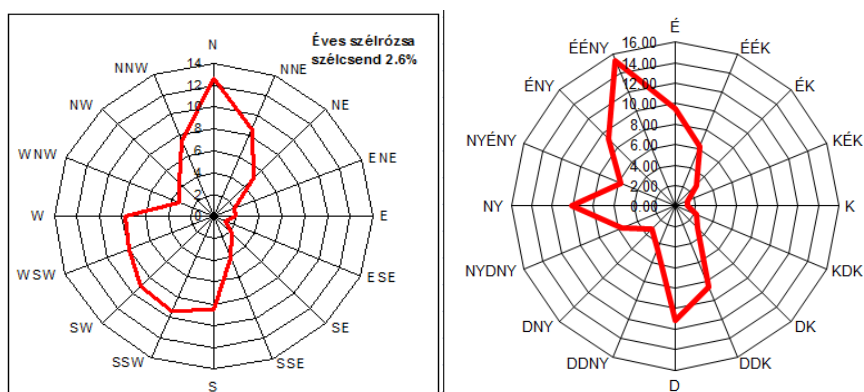 Éves szélrózsa
szélcsend 2.6%
N
NNE
NE
ENE
E
ESE
SE
SSE
S
SSW
SW
WSW
W
WNW
NW
NNW
14
12
10
8
6
4
2
0
É
ÉÉK
ÉK
KÉK
K
KDK
DK
DDK
D
DDNY
DNY
NYDNY
NY
NYÉNY
ÉNY
ÉÉNY
16.00
14.00
12.00
10.00
8.00
6.00
4.00
2.00
0.00